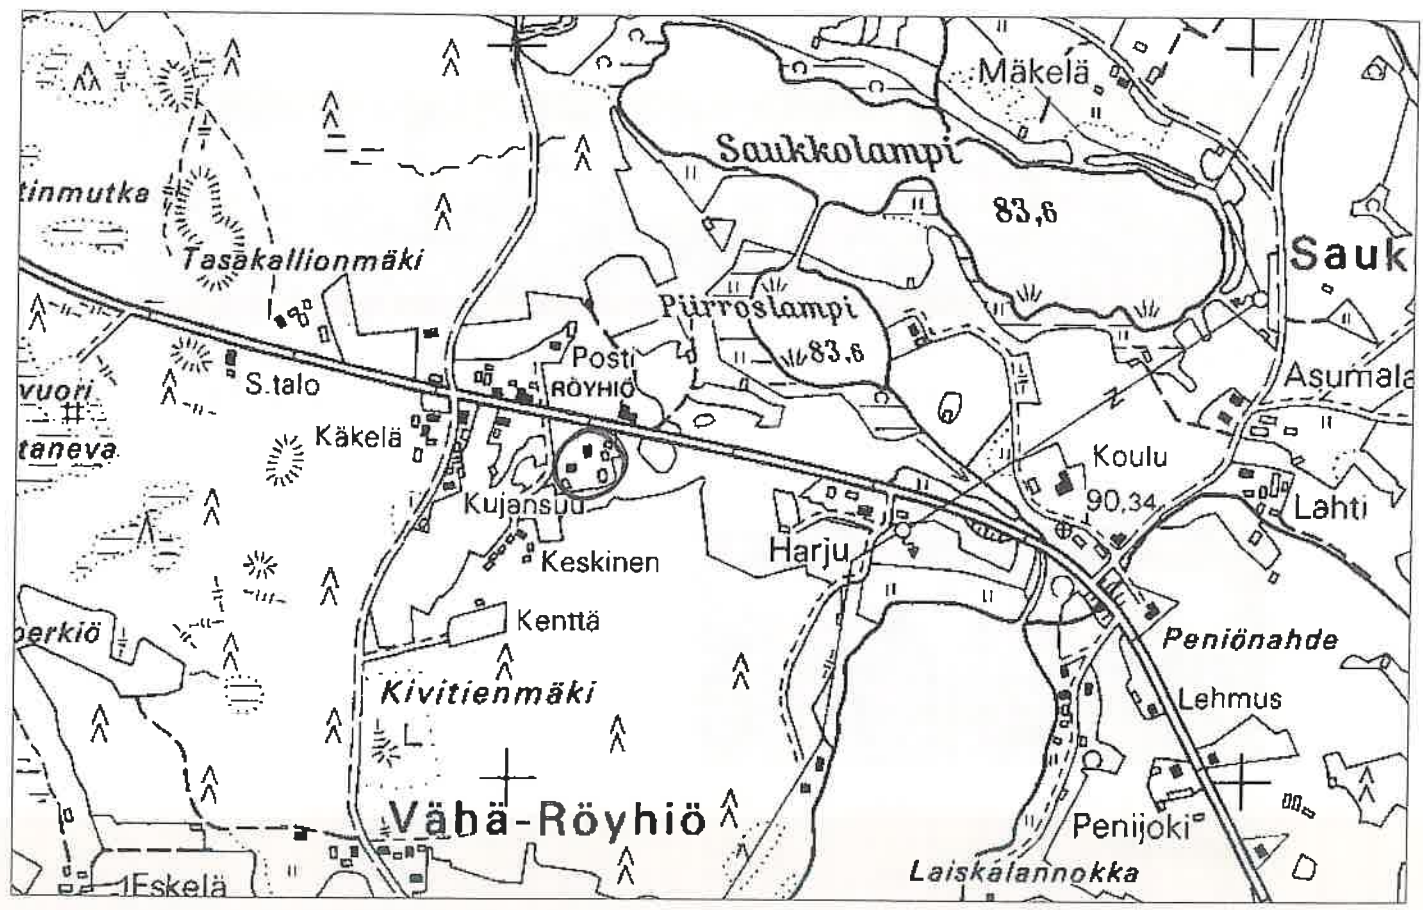 Mäkelä
Saukkolampi
tinmutka
83,6
Tasakallionmäki
Sauk
Piirroslampi
83,6
Posti
RÖYHIÖ
S.talo
vuori
Asumala
Käkelä
taneva
Koulu
90,34
Kujansuu
Lahti
Harju
Keskinen
Kenttä
perkiö
Peniönahde
Kivitienmäki
Lehmus
Vähä-Röyhiö
Penijoki
Laiskalannokka
Eskelä